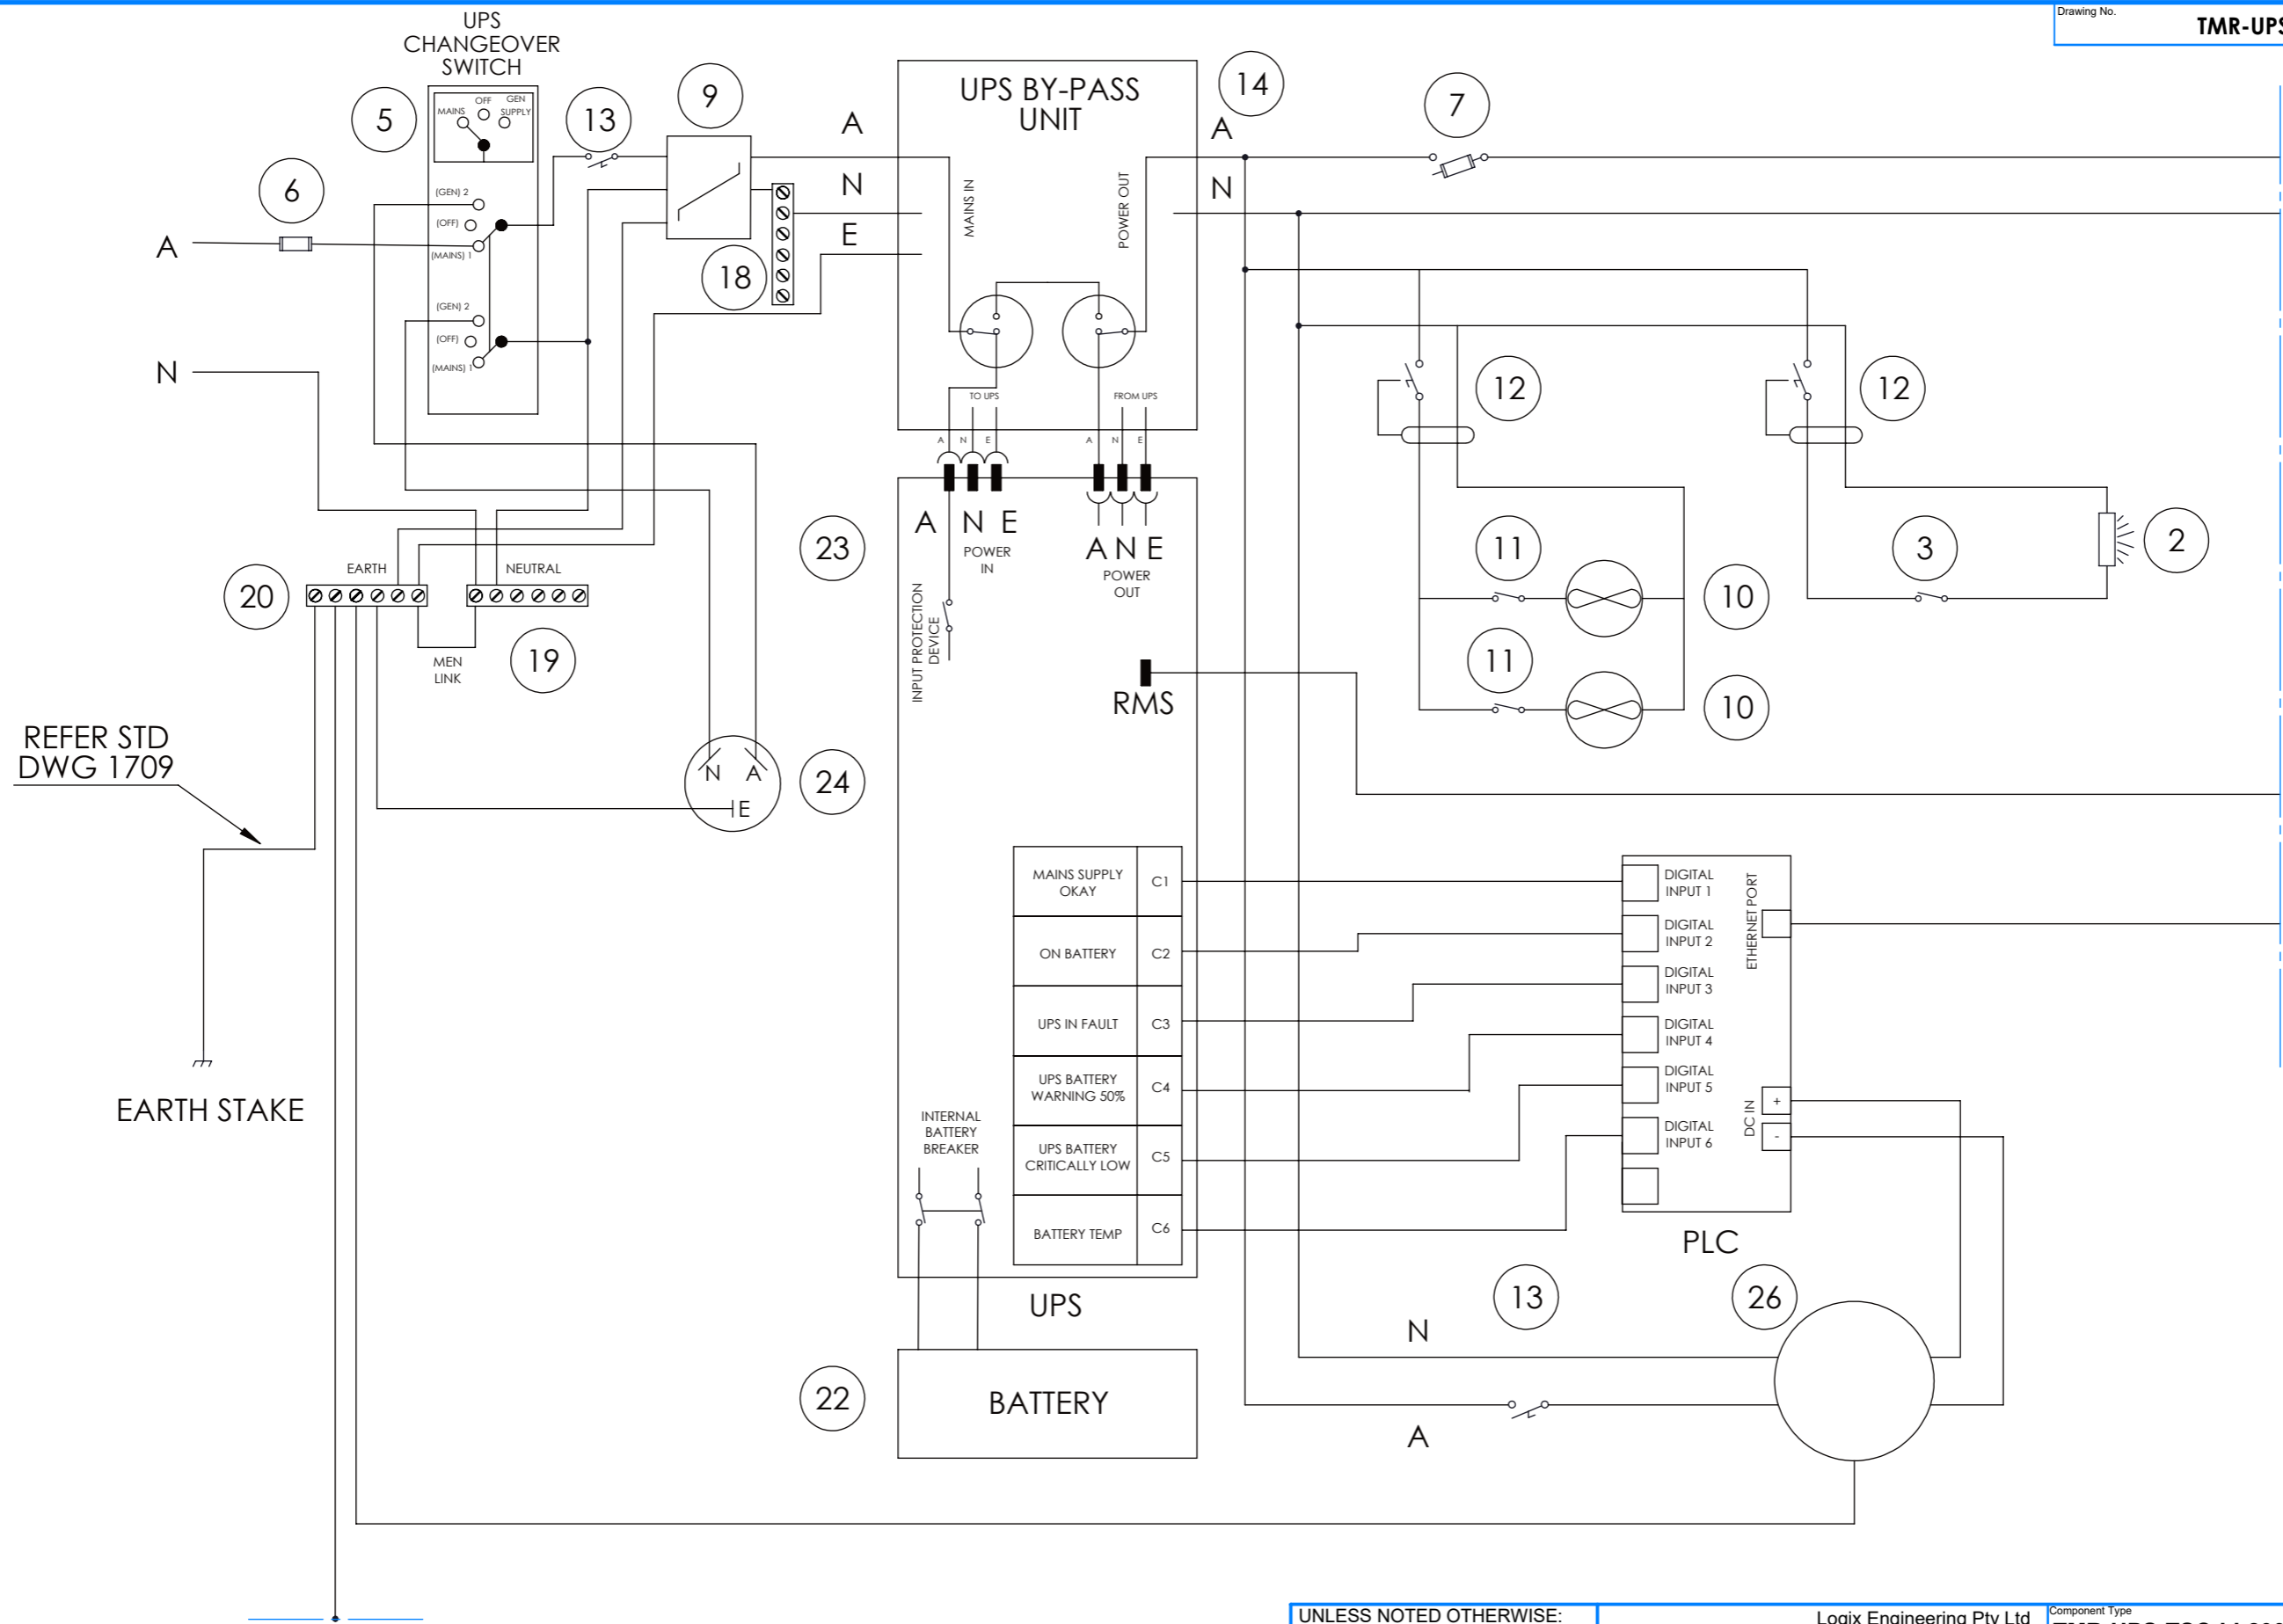 Drawing No.
TMR-UPS
UPS
CHANGEOVER
SWITCH
5
OFF
GEN
MAINS
SUPPLY
13
9
A
UPS BY-PASS
UNIT
14
A
7
6
(GEN) 2
(OFF)
(MAINS) 1
A
N
E
MAINS IN
POWER OUT
N
18
(GEN) 2
(OFF)
(MAINS) 1
N
TO UPS
FROM UPS
A N E
A N E
12
12
23
A N E
POWER
IN
A N E
POWER
OUT
INPUT PROTECTION
DEVICE
11
10
3
2
11
10
20
EARTH
NEUTRAL
MEN
LINK
19
RMS
REFER STD
DWG 1709
N A
E
24
EARTH STAKE
MAINS SUPPLY
OKAY
C1
ON BATTERY
C2
UPS IN FAULT
C3
UPS BATTERY
WARNING 50%
C4
UPS BATTERY
CRITICALLY LOW
C5
BATTERY TEMP
C6
INTERNAL
BATTERY
BREAKER
DIGITAL
INPUT 1
DIGITAL
INPUT 2
DIGITAL
INPUT 3
DIGITAL
INPUT 4
DIGITAL
INPUT 5
DIGITAL
INPUT 6
ETHERNET PORT
DC IN
+
-
PLC
UPS
13
26
N
22
BATTERY
A
UNLESS NOTED OTHERWISE:
Logix Engineering Pty Ltd
Component Type